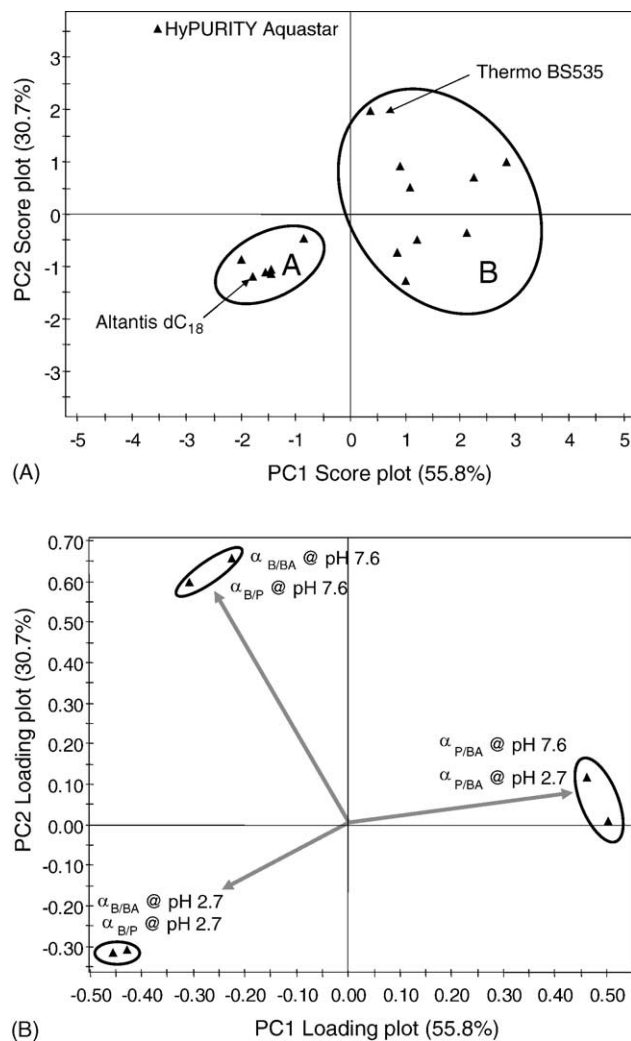 ▲HyPURITY Aquastar
Thermo BS535
PC2 Score plot (30.7%)
3
2
1
0
-1
-2
-3
A
B
Altantis dC18
-5 -4 -3 -2 -1 0 1 2 3 4 5
PC1 Score plot (55.8%)
(A)
PC2 Loading plot (30.7%)
0.70
0.60
0.50
0.40
0.30
0.20
0.10
0.00
-0.10
-0.20
-0.30
α B/BA @ pH 7.6
α B/P @ pH 7.6
α P/BA @ pH 7.6
α P/BA @ pH 2.7
α B/BA @ pH 2.7
α B/P @ pH 2.7
-0.50 -0.40 -0.30 -0.20 -0.10 0.00 0.10 0.20 0.30 0.40 0.50
PC1 Loading plot (55.8%)
(B)